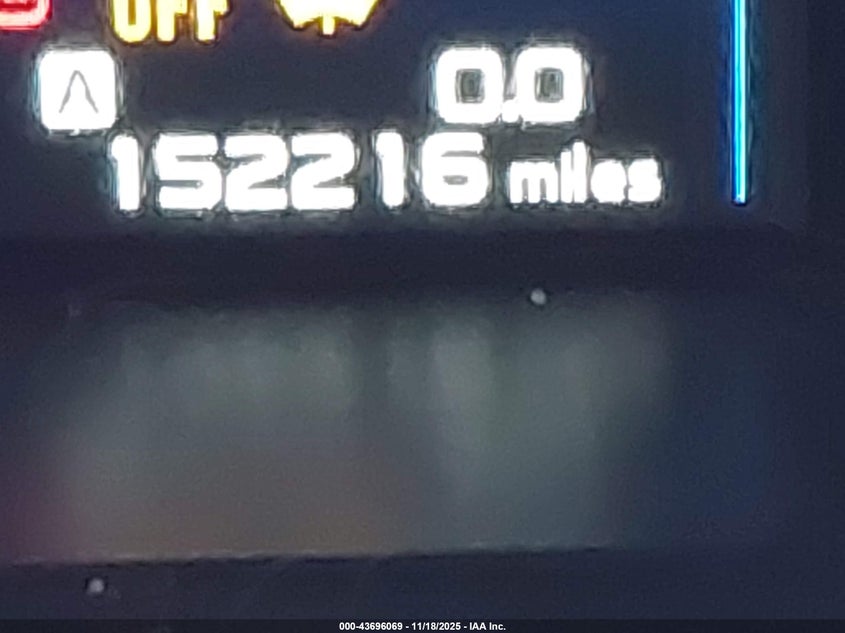 OFF
A 0.0
152216 miles
000-43696069 - 11/18/2025 - IAA Inc.